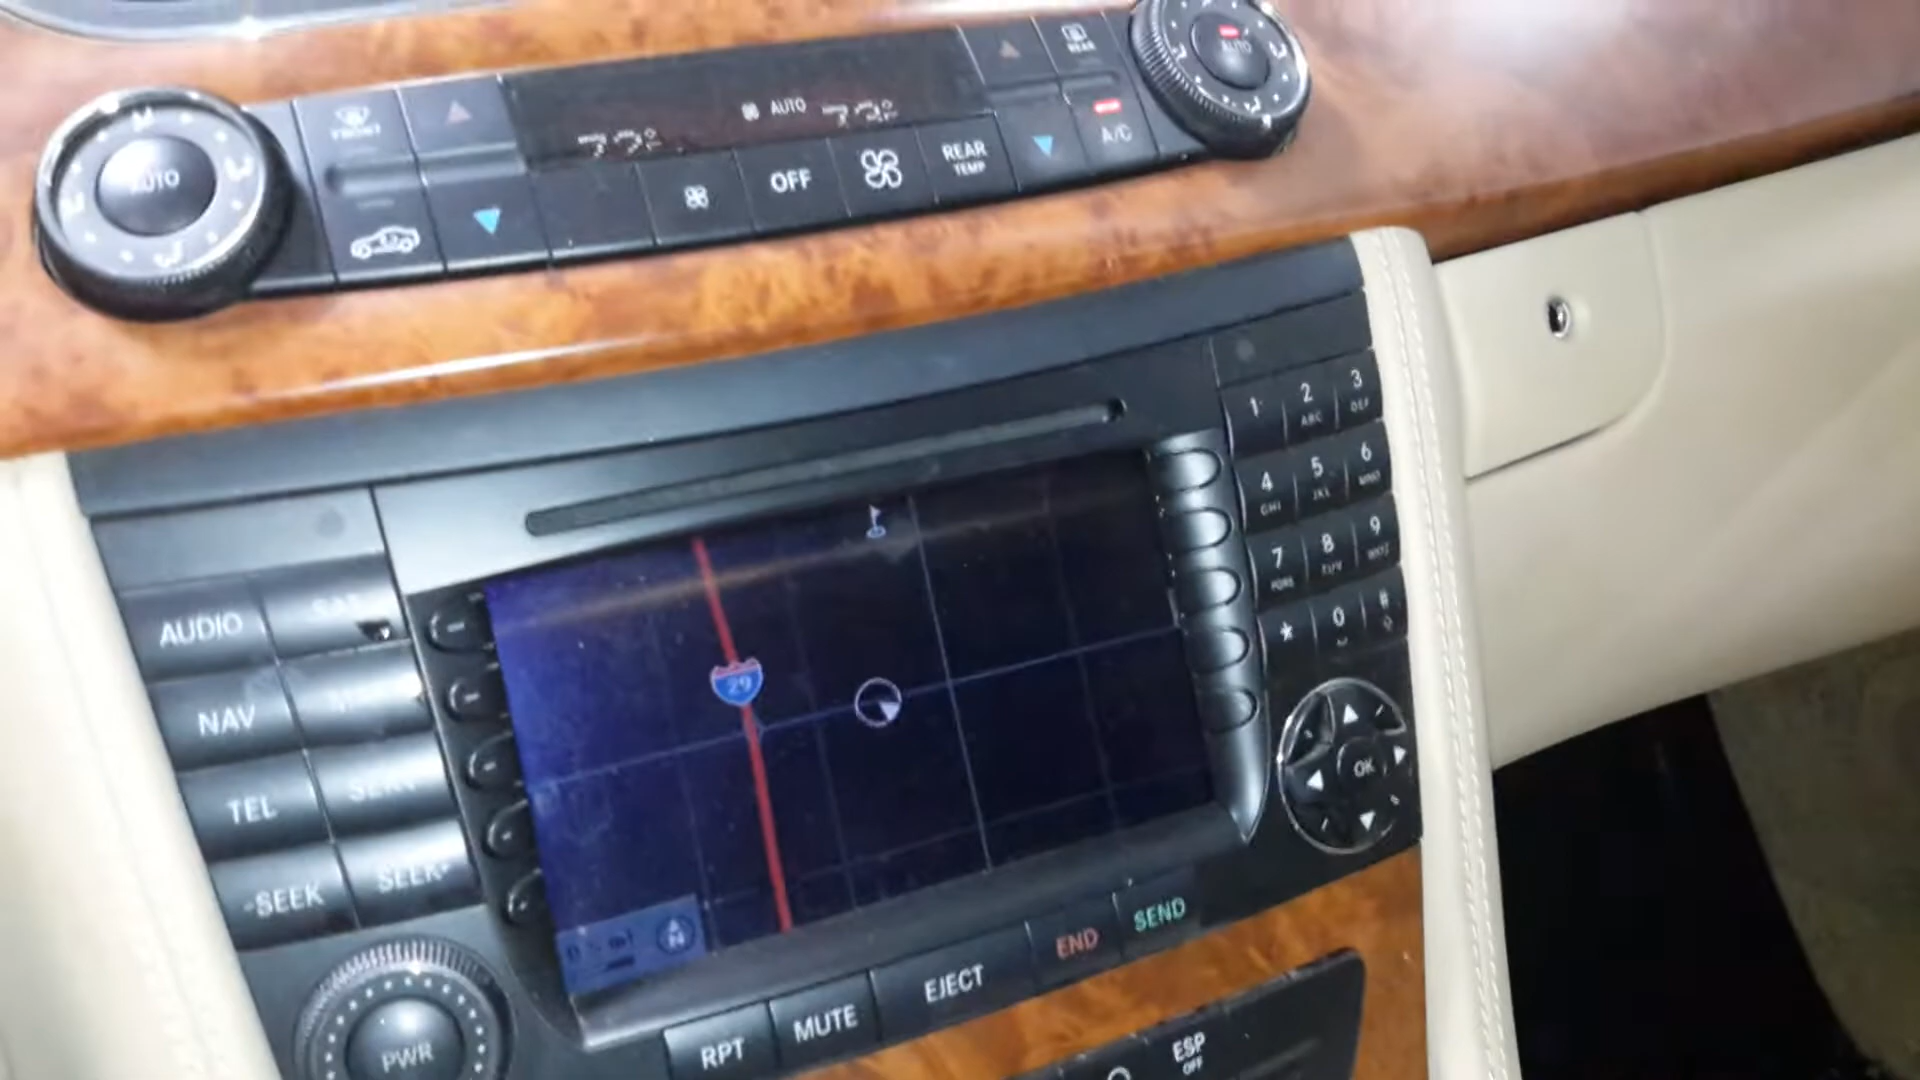 AUTO
FRONT
72°
AUTO
72°
OFF
REAR
TEMP
REAR
AUTO
A/C
AUDIO
SAT
NAV
TEL
SERV
-SEEK
SEEK+
PWR
29
N
RPT
MUTE
EJECT
END
SEND
ESP
OFF
1
2
ABC
3
DEF
4
GHI
5
JKL
6
MNO
7
PQRS
8
TUV
9
WXYZ
*
0
#
OK